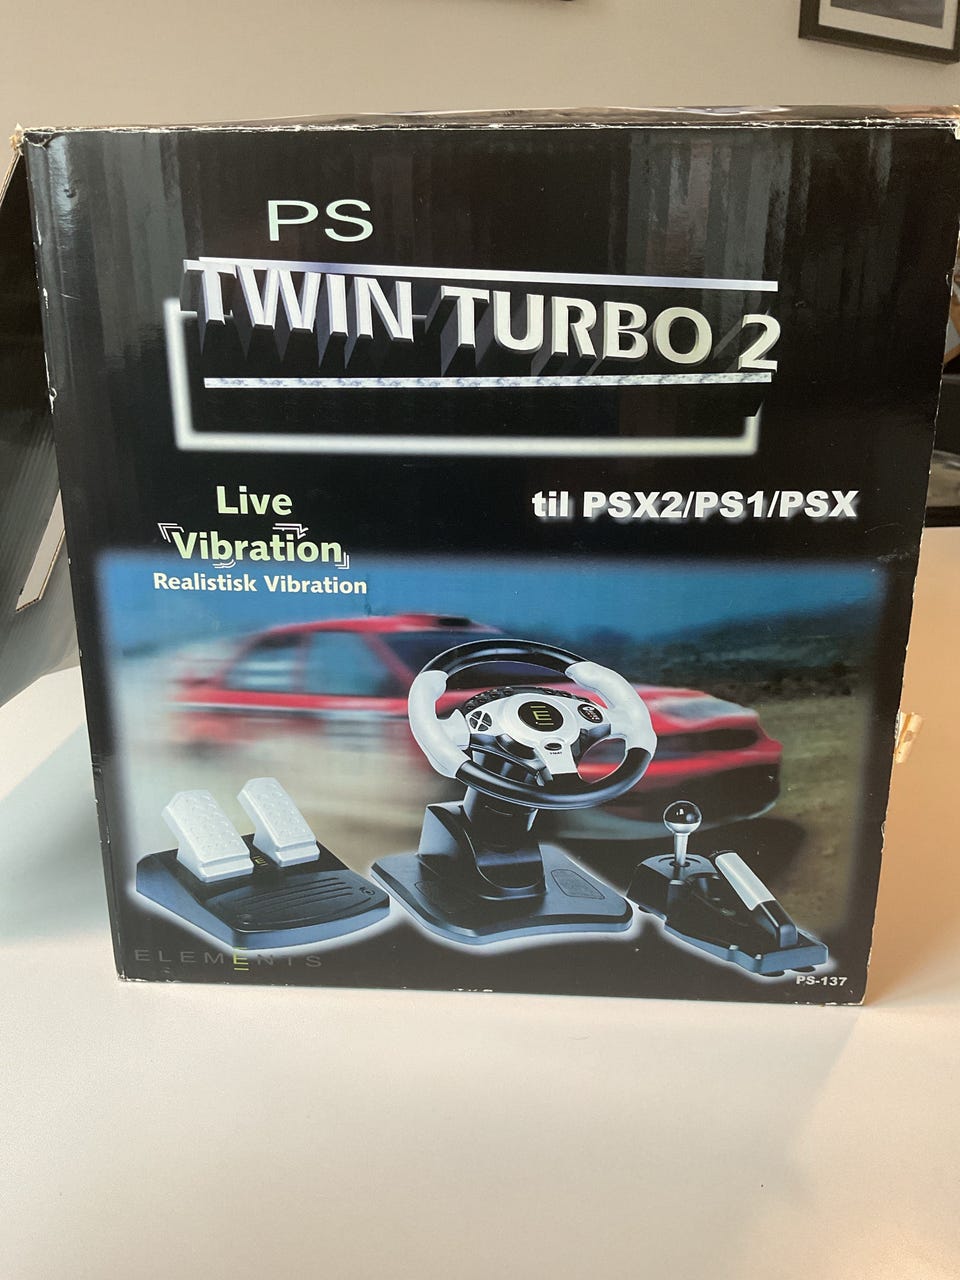 PS
TWIN TURBO 2
Live
Vibration
Realistisk Vibration
til PSX2/PS1/PSX
E
ELEMENTS
PS-137